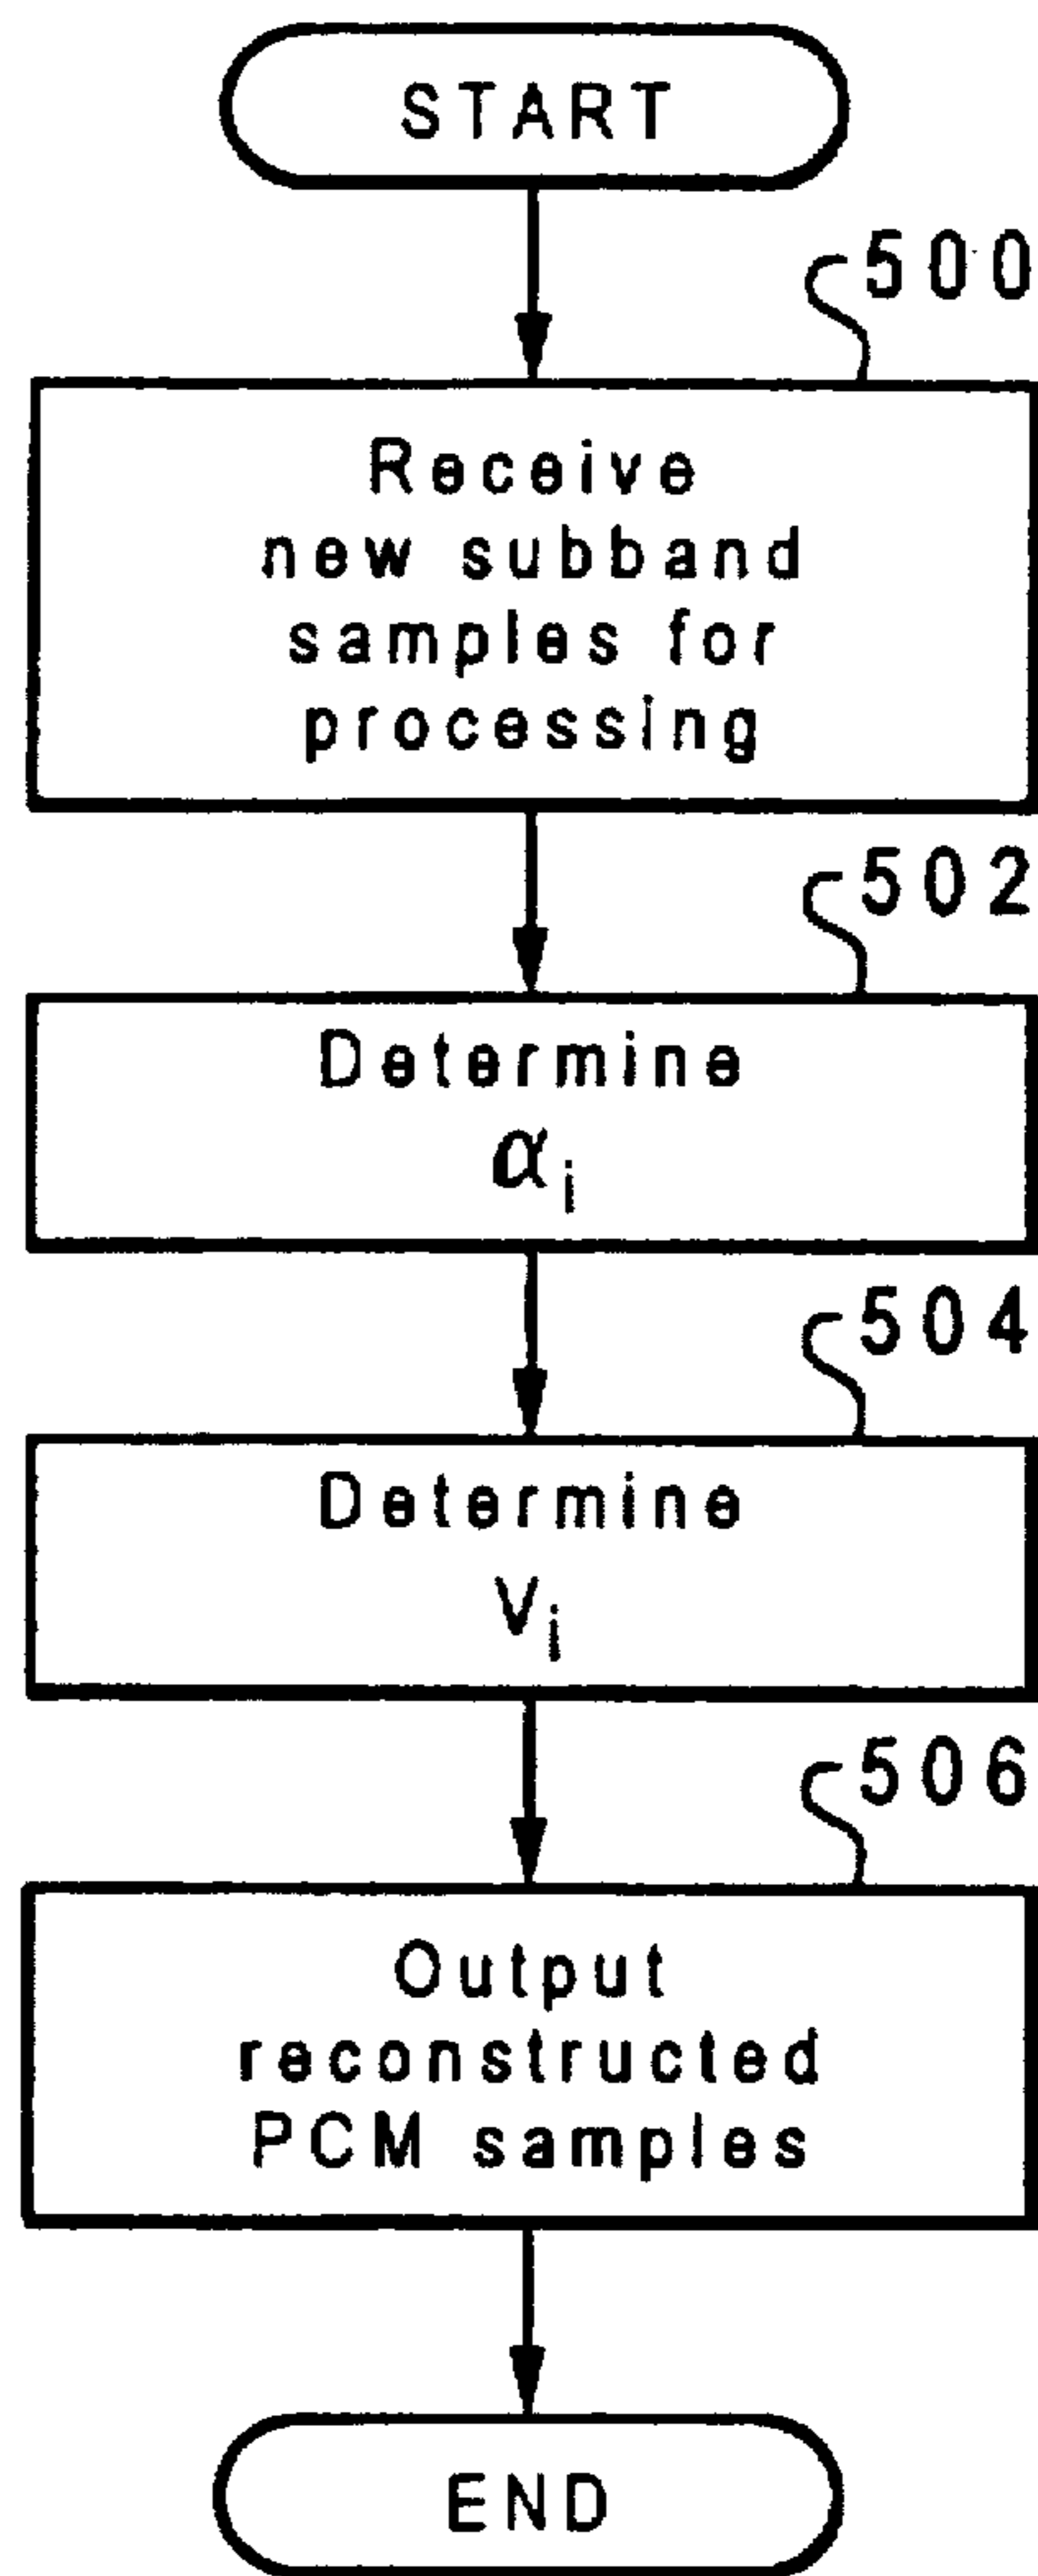 START
500
Receive
new subband
samples for
processing
502
Determine
αᵢ
504
Determine
Vᵢ
506
Output
reconstructed
PCM samples
END